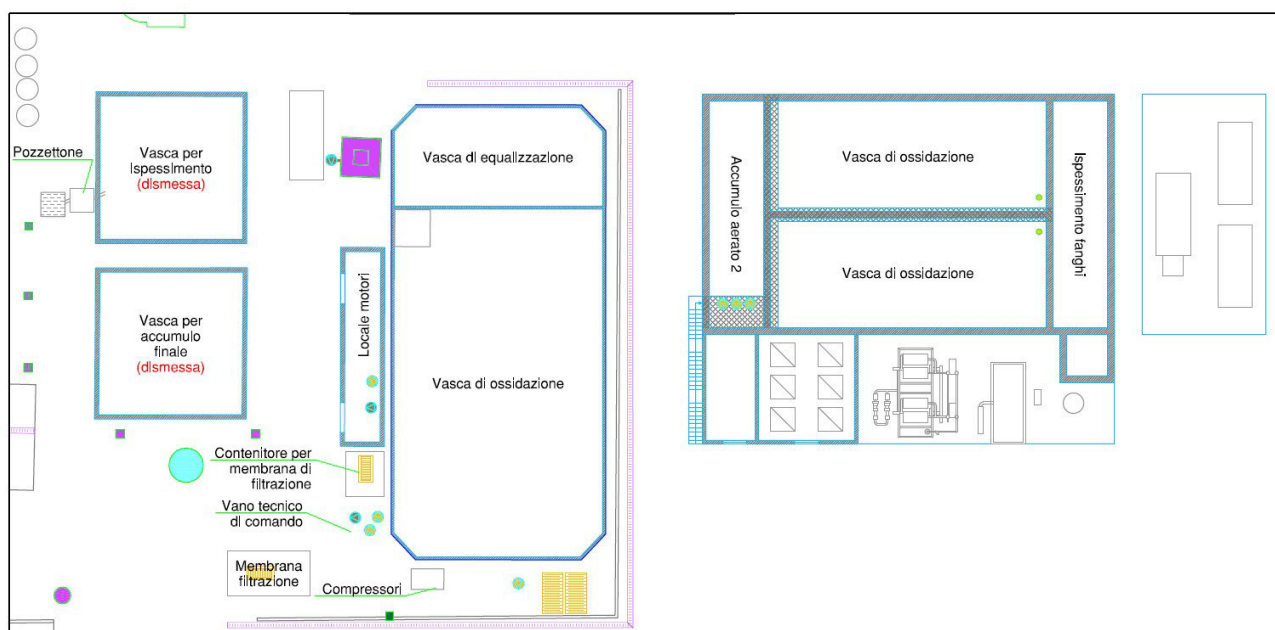 Pozzettone
Vasca per
ispessimento
(dismessa)
Vasca per
accumulo
finale
(dismessa)
Locale motori
Vasca di equalizzazione
Vasca di ossidazione
Contenitore per
membrana di
filtrazione
Vano tecnico
di comando
Membrana
filtrazione
Compressori
Accumulo aerato 2
Vasca di ossidazione
Vasca di ossidazione
Ispessimento fanghi